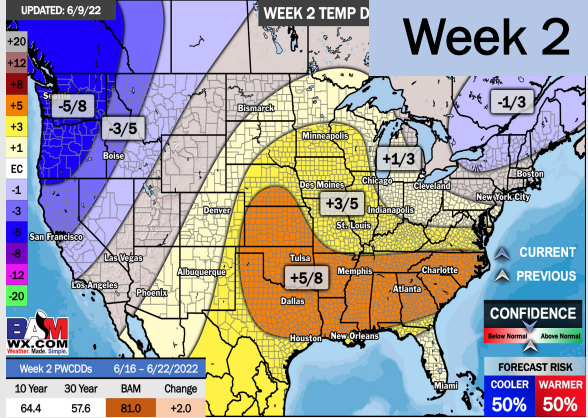 UPDATED: 6/9/22
WEEK 2 TEMP D
Week 2
+20
+12
+8
+5
+3
+1
EC
-1
-3
-5
-8
-12
-20
-5/8
-3/5
-1/3
+1/3
+3/5
+5/8
Bismarck
Minneapolis
Boise
Boston
Chicago
Cleveland
Des Moines
New York City
Denver
Indianapolis
St. Louis
San Francisco
Las Vegas
Tulsa
Memphis
Charlotte
Albuquerque
Los Angeles
Phoenix
Dallas
Atlanta
Houston
New Orleans
Miami
CURRENT
PREVIOUS
CONFIDENCE
Below Normal
Above Normal
FORECAST RISK
COOLER
WARMER
50%
50%
BAM
WX.COM
Weather. Made. Simple.
Week 2 PWCDDs 6/16 – 6/22/2022
10 Year 30 Year BAM Change
64.4 57.6 81.0 +2.0